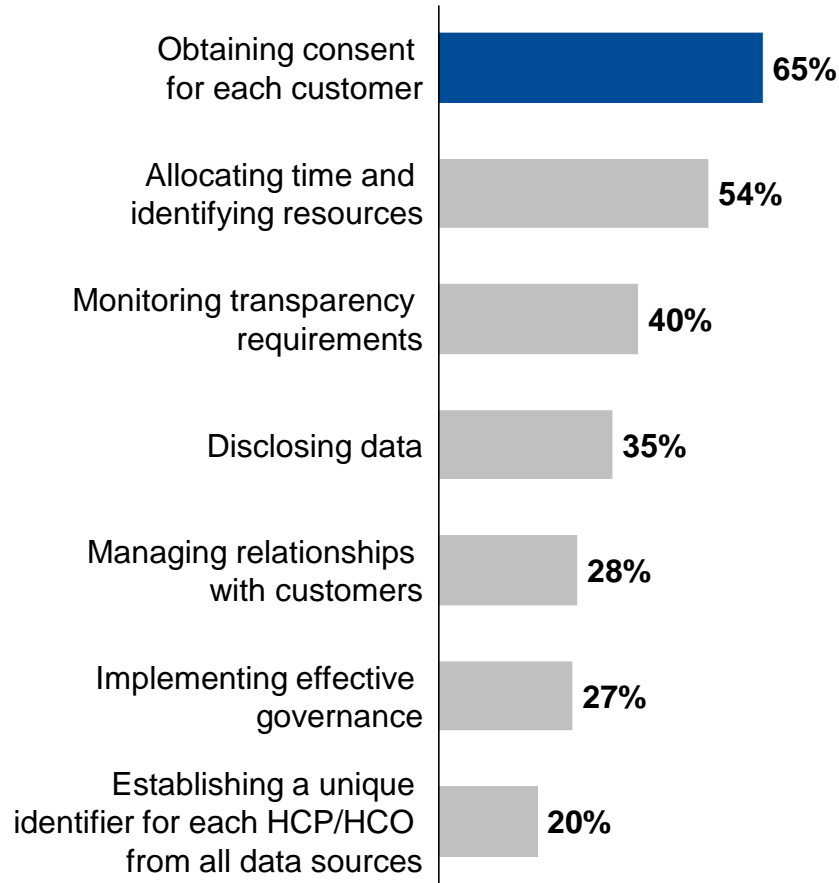 Obtaining consent
for each customer
65%
Allocating time and
identifying resources
54%
Monitoring transparency
requirements
40%
Disclosing data
35%
Managing relationships
with customers
28%
Implementing effective
governance
27%
Establishing a unique
identifier for each HCP/HCO
from all data sources
20%